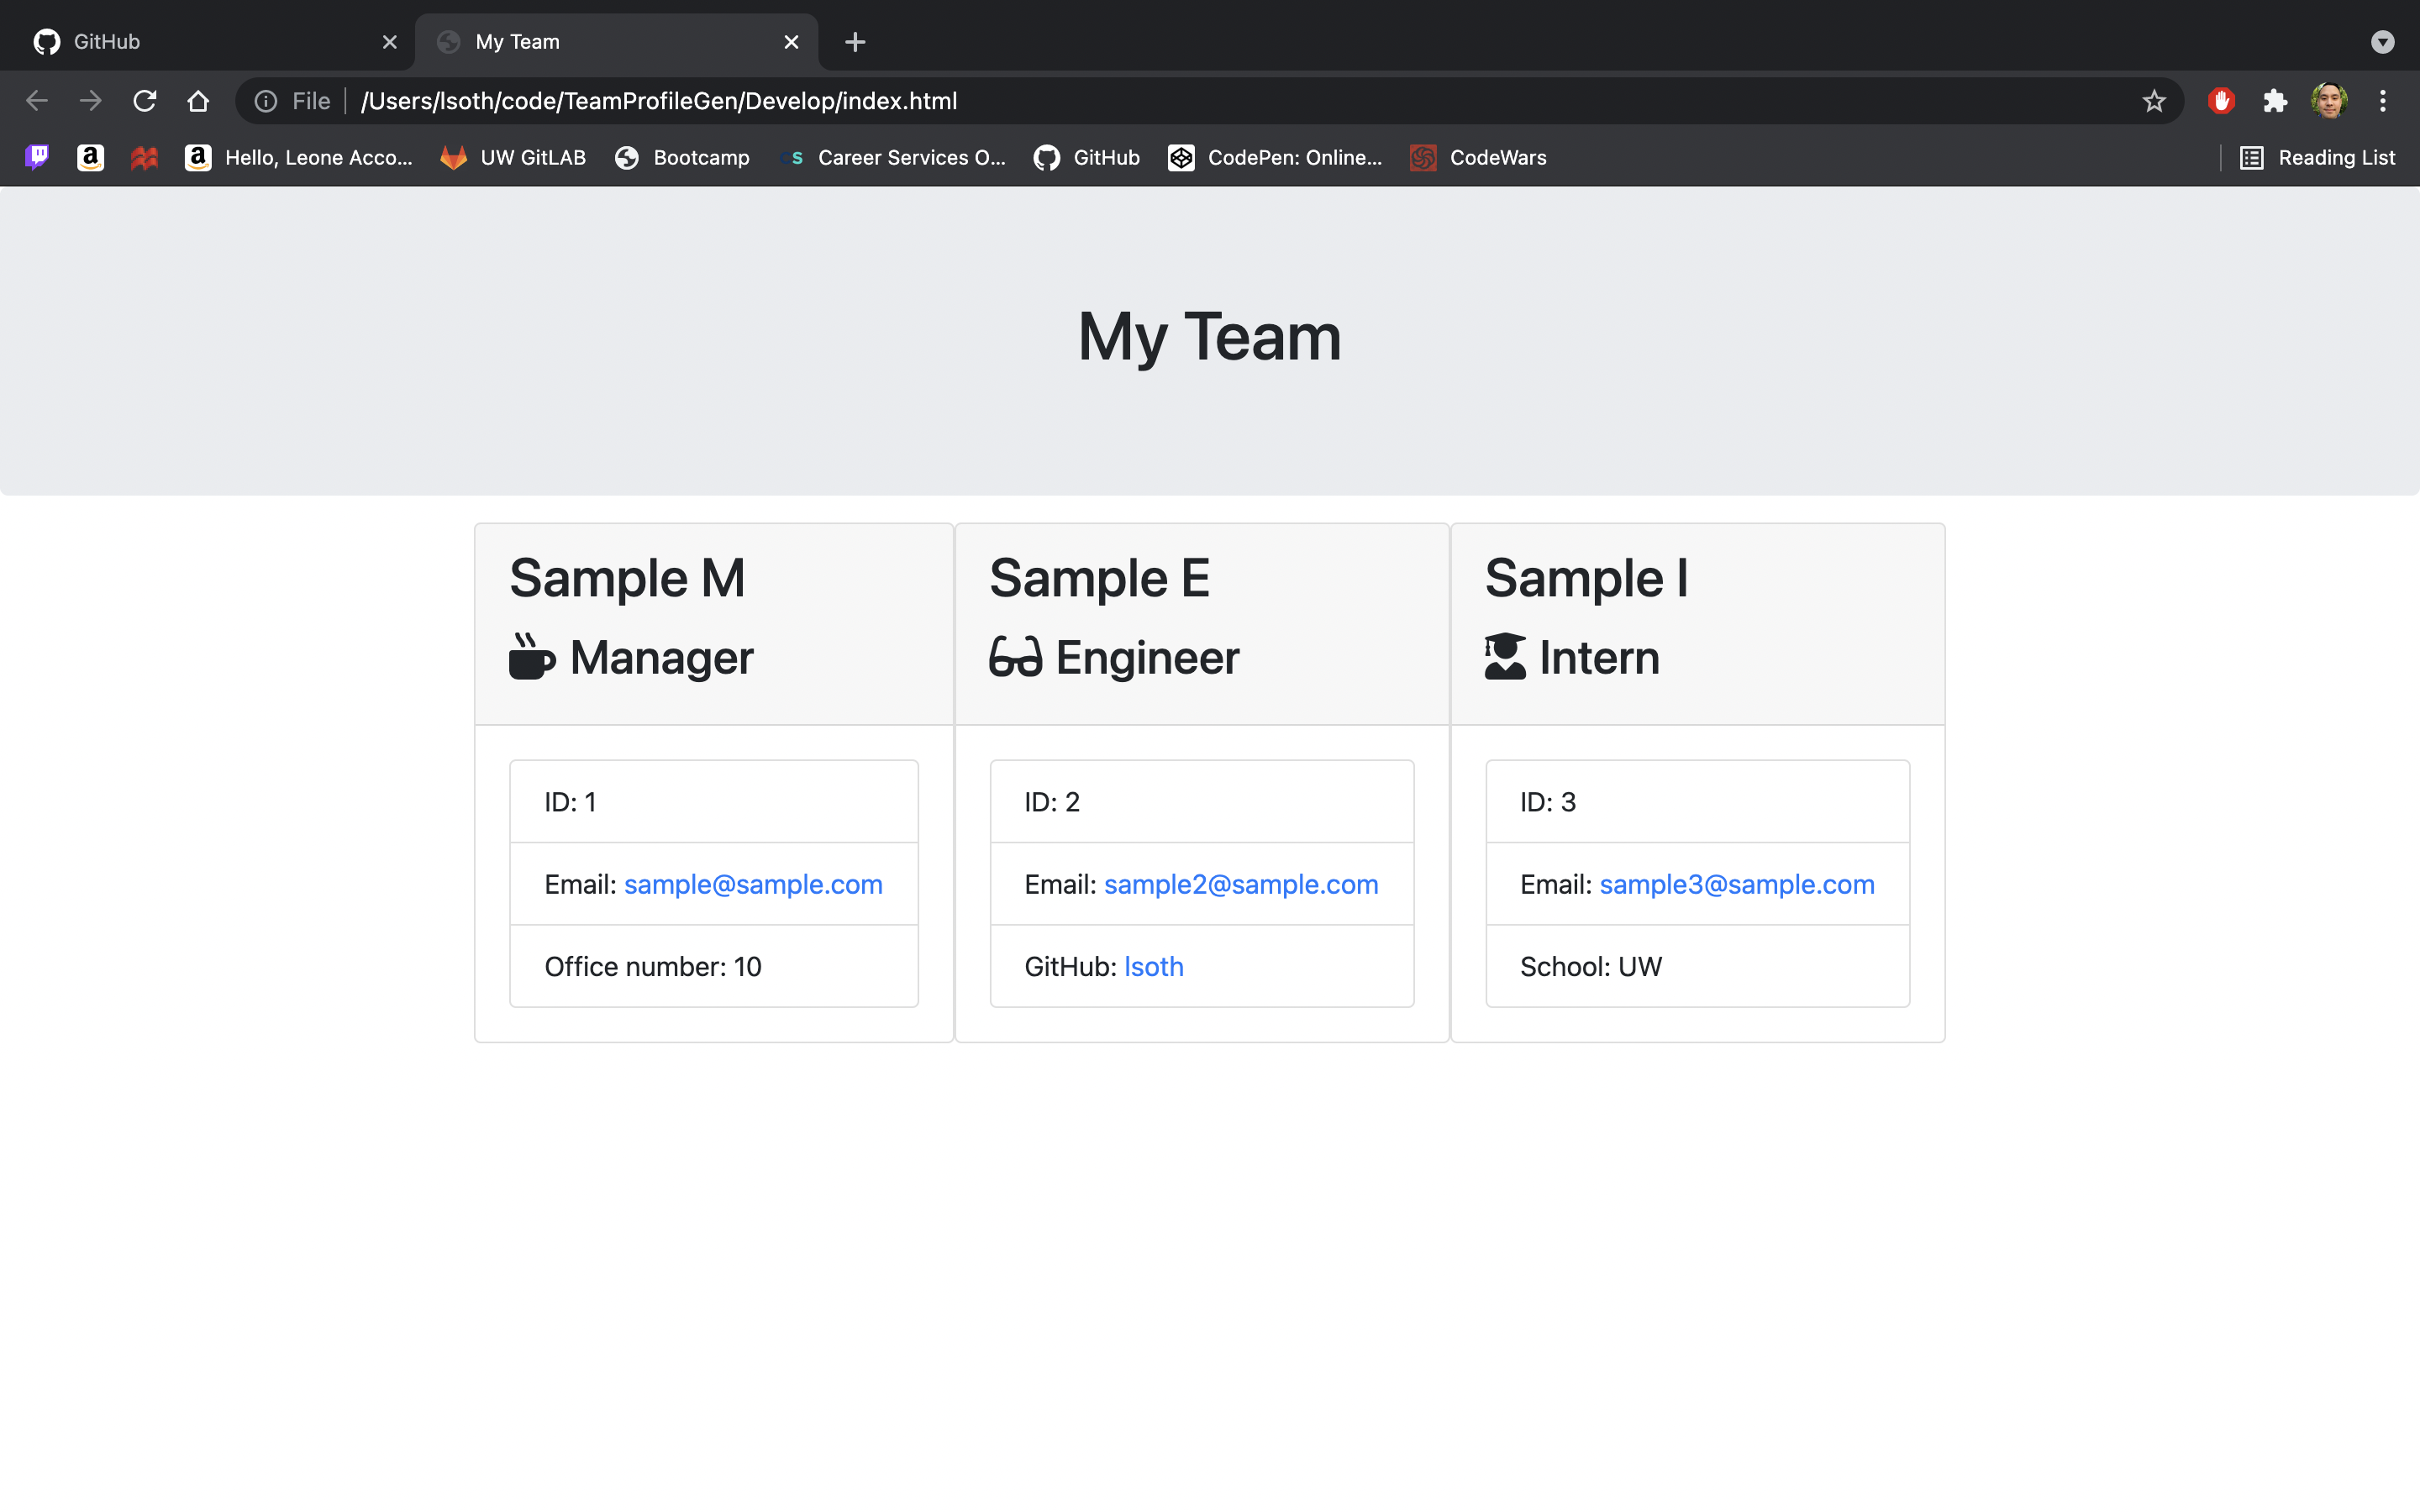 GitHub
My Team
File
/Users/lsoth/code/TeamProfileGen/Develop/index.html
Hello, Leone Acco...
UW GitLAB
Bootcamp
CS Career Services O...
GitHub
CodePen: Online...
CodeWars
Reading List
My Team
Sample M
Manager
ID: 1
Email: sample@sample.com
Office number: 10
Sample E
Engineer
ID: 2
Email: sample2@sample.com
GitHub: lsoth
Sample I
Intern
ID: 3
Email: sample3@sample.com
School: UW